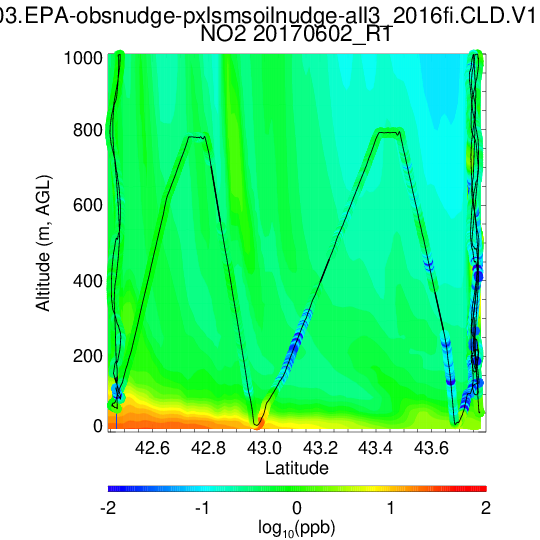 03.EPA-obsnudge-pxlsmsoilnudge-all3_2016fi.CLD.V1
NO2 20170602_RT
1000
800
600
400
200
0
Altitude (m, AGL)
42.6 42.8 43.0 43.2 43.4 43.6
Latitude
-2 -1 0 1 2
log10(ppb)